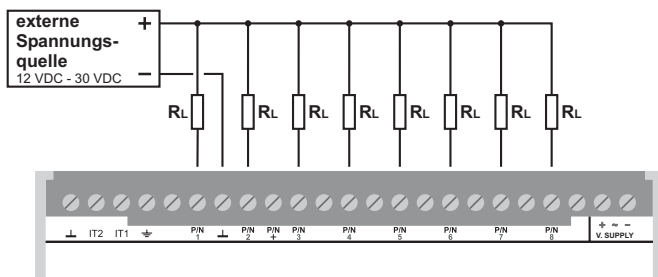 externe +
Spannungs-
quelle
12 VDC - 30 VDC −
RL RL RL RL RL RL RL RL
⊥ IT2 IT1 ⏚ P/N 1 ⊥ P/N 2 P/N + P/N 3 P/N 4 P/N 5 P/N 6 P/N 7 P/N 8 + ~ −
V. SUPPLY